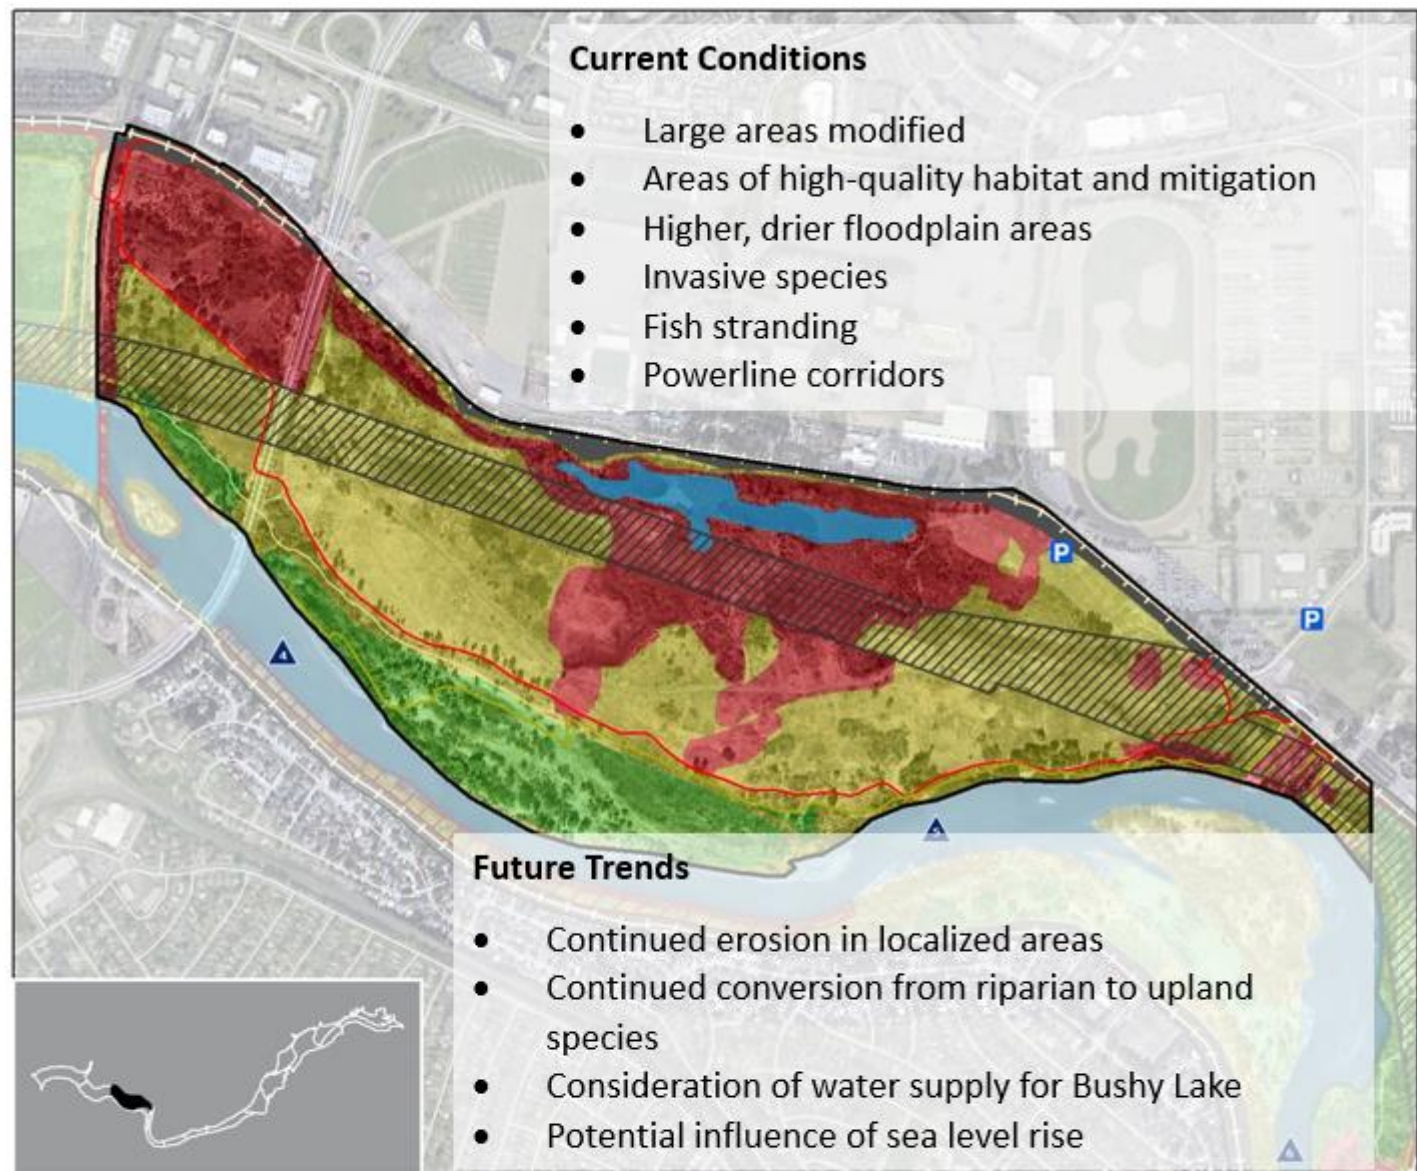 Current Conditions
• Large areas modified
• Areas of high-quality habitat and mitigation
• Higher, drier floodplain areas
• Invasive species
• Fish stranding
• Powerline corridors
P
P
4
Future Trends
• Continued erosion in localized areas
• Continued conversion from riparian to upland
species
• Consideration of water supply for Bushy Lake
• Potential influence of sea level rise